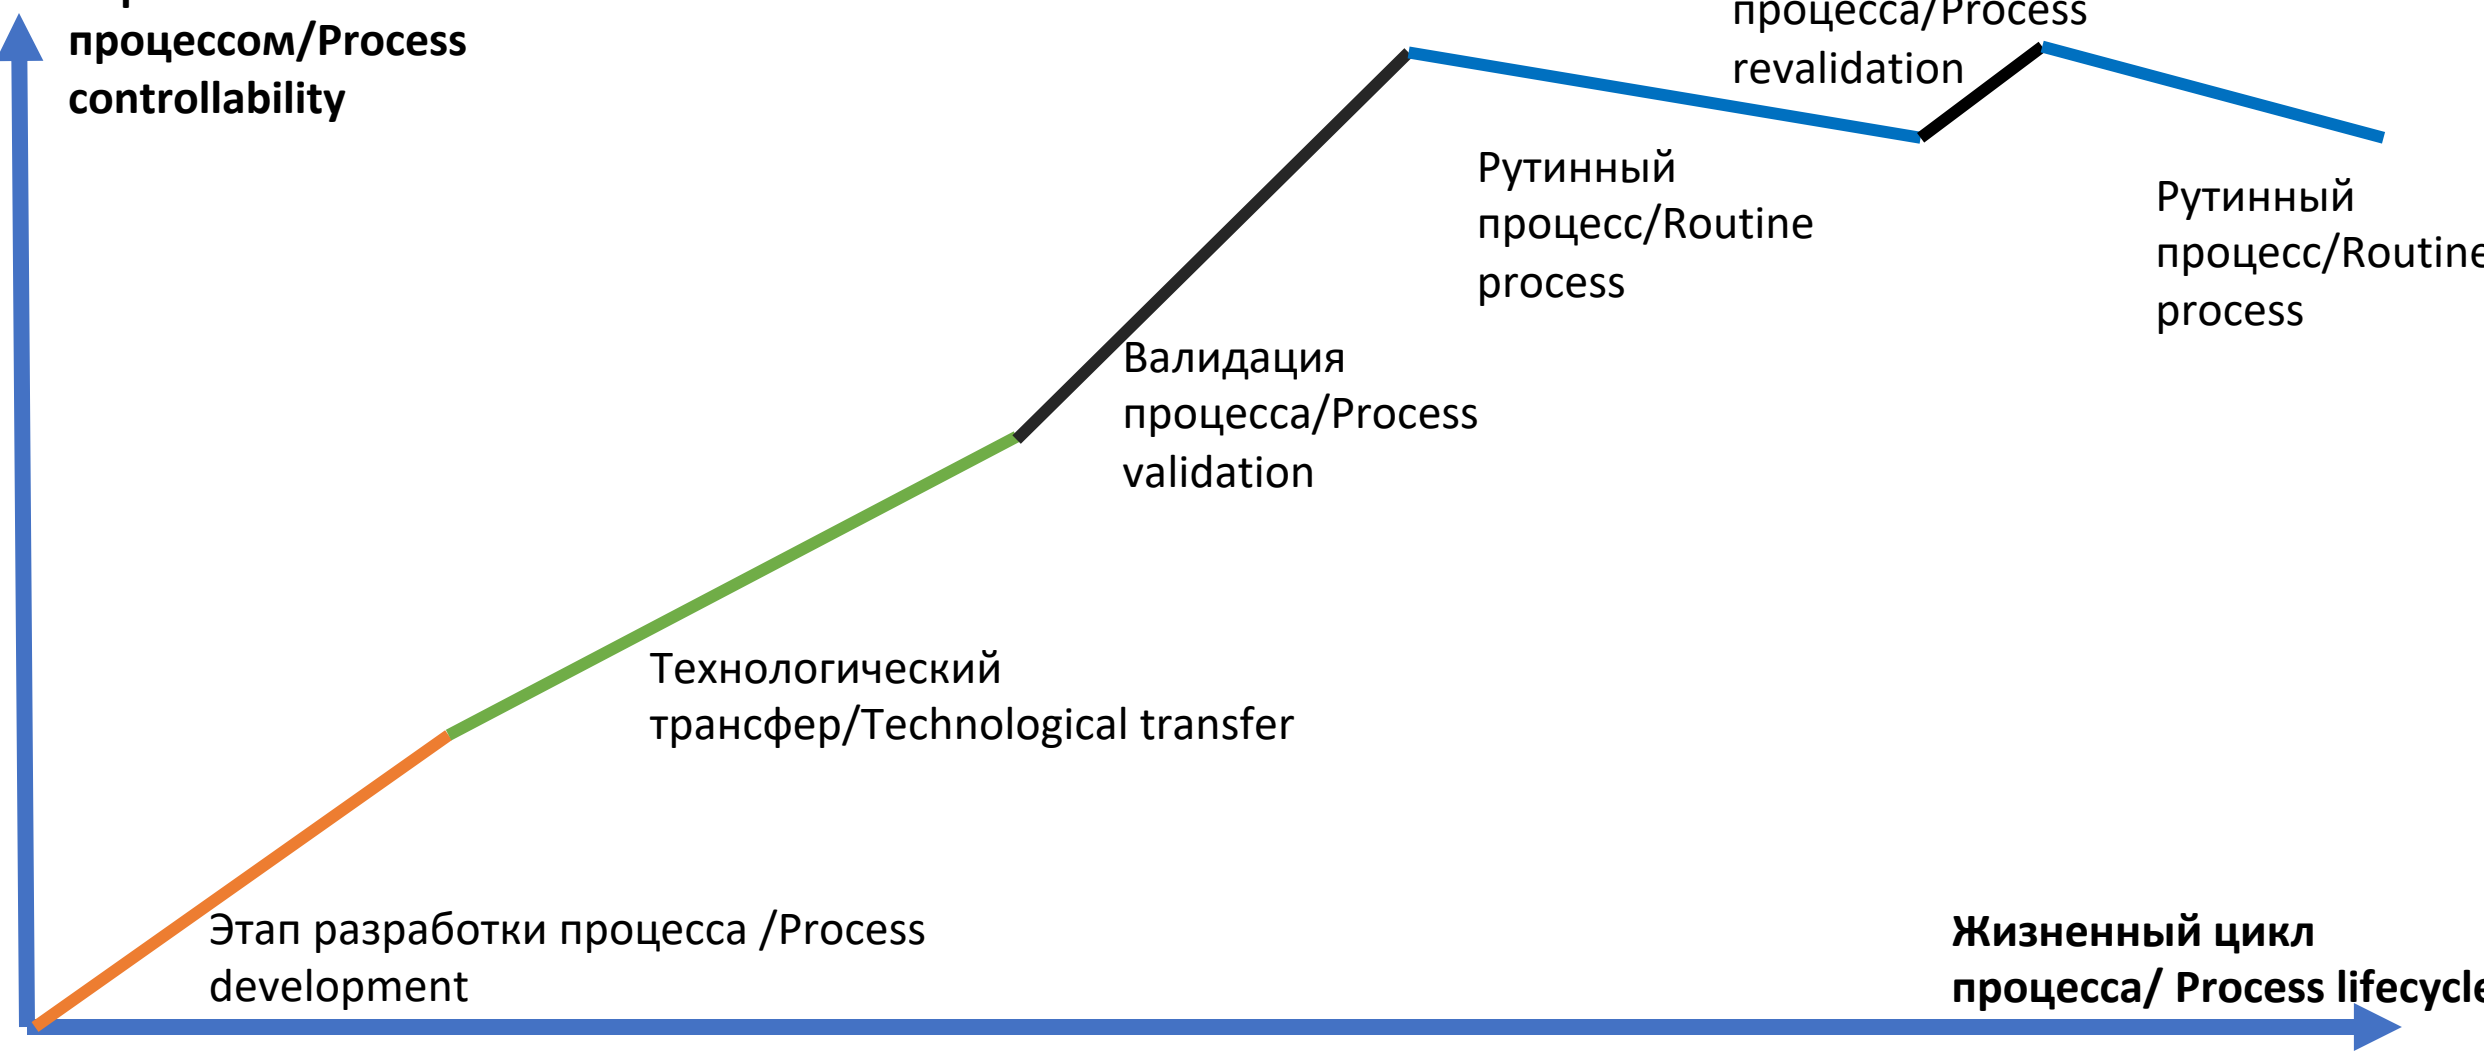 процессом/Process
controllability
процесса/Process
revalidation
Рутинный
процесс/Routine
process
Рутинный
процесс/Routine
process
Валидация
процесса/Process
validation
Технологический
трансфер/Technological transfer
Этап разработки процесса /Process
development
Жизненный цикл
процесса/ Process lifecycle